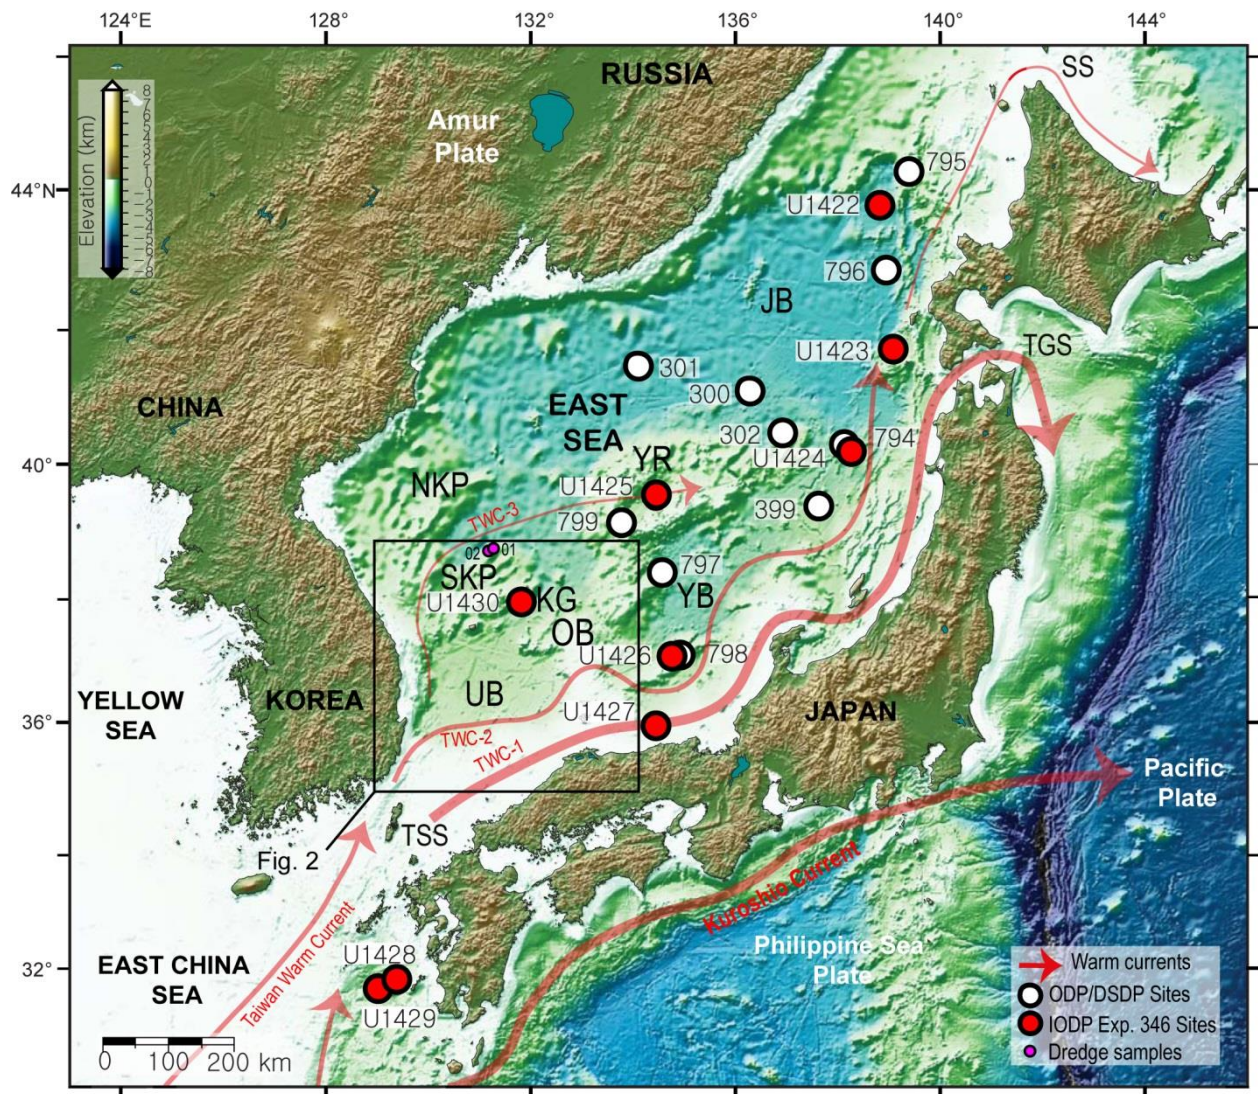 124°E
128°
132°
136°
140°
144°
8
7
6
5
4
3
2
1
0
-1
-2
-3
-4
-5
-6
-7
-8
Elevation (km)
RUSSIA
SS
Amur
Plate
795
44°N
U1422
796
JB
U1423
TGS
301
300
CHINA
EAST
SEA
302
794
U1424
40°
YR
NKP
U1425
TWC-3
399
799
02
01
797
SKP
U1430
KG
YB
OB
U1426
798
YELLOW
SEA
KOREA
UB
U1427
JAPAN
36°
TWC-2
TWC-1
Pacific
Plate
TSS
Fig. 2
Kuroshio Current
Taiwan Warm Current
U1428
Philippine Sea
Plate
32°
EAST CHINA
SEA
U1429
Warm currents
ODP/DSDP Sites
IODP Exp. 346 Sites
Dredge samples
0 100 200 km